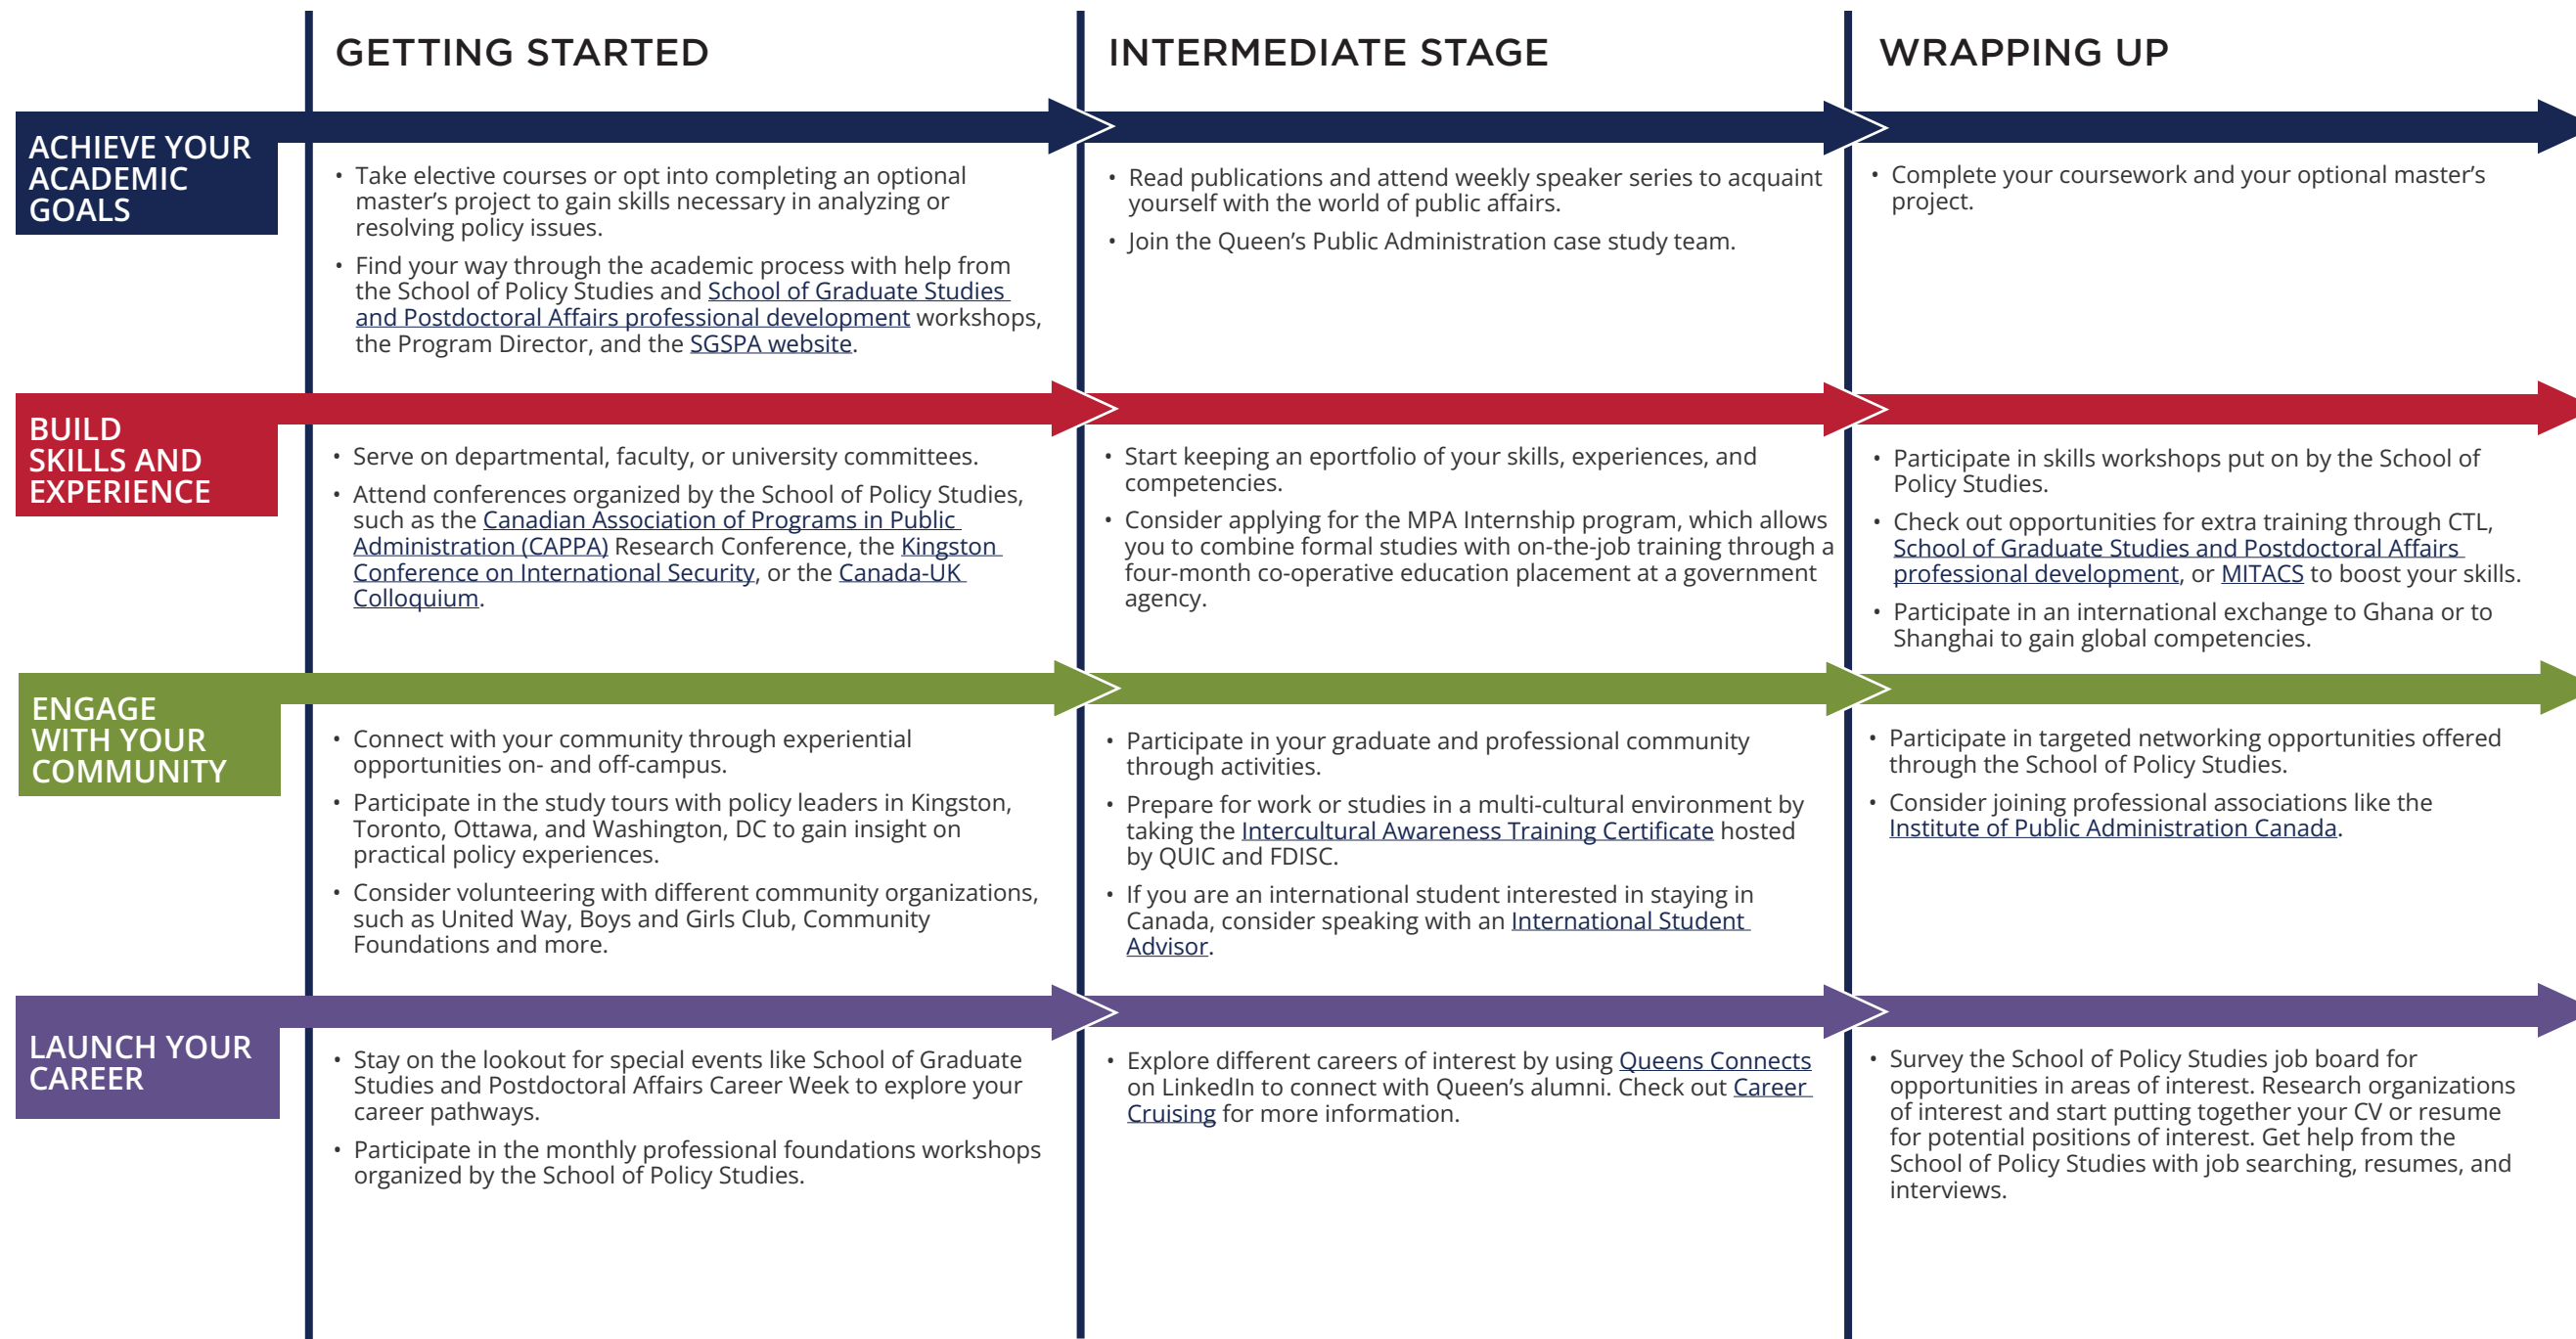 GETTING STARTED
INTERMEDIATE STAGE
WRAPPING UP
ACHIEVE YOUR
ACADEMIC
GOALS
• Take elective courses or opt into completing an optional
master’s project to gain skills necessary in analyzing or
resolving policy issues.
• Find your way through the academic process with help from
the School of Policy Studies and School of Graduate Studies
and Postdoctoral Affairs professional development workshops,
the Program Director, and the SGSPA website.
• Read publications and attend weekly speaker series to acquaint
yourself with the world of public affairs.
• Join the Queen’s Public Administration case study team.
• Complete your coursework and your optional master’s
project.
BUILD
SKILLS AND
EXPERIENCE
• Serve on departmental, faculty, or university committees.
• Attend conferences organized by the School of Policy Studies,
such as the Canadian Association of Programs in Public
Administration (CAPPA) Research Conference, the Kingston
Conference on International Security, or the Canada-UK
Colloquium.
• Start keeping an eportfolio of your skills, experiences, and
competencies.
• Consider applying for the MPA Internship program, which allows
you to combine formal studies with on-the-job training through a
four-month co-operative education placement at a government
agency.
• Participate in skills workshops put on by the School of
Policy Studies.
• Check out opportunities for extra training through CTL,
School of Graduate Studies and Postdoctoral Affairs
professional development, or MITACS to boost your skills.
• Participate in an international exchange to Ghana or to
Shanghai to gain global competencies.
ENGAGE
WITH YOUR
COMMUNITY
• Connect with your community through experiential
opportunities on- and off-campus.
• Participate in the study tours with policy leaders in Kingston,
Toronto, Ottawa, and Washington, DC to gain insight on
practical policy experiences.
• Consider volunteering with different community organizations,
such as United Way, Boys and Girls Club, Community
Foundations and more.
• Participate in your graduate and professional community
through activities.
• Prepare for work or studies in a multi-cultural environment by
taking the Intercultural Awareness Training Certificate hosted
by QUIC and FDISC.
• If you are an international student interested in staying in
Canada, consider speaking with an International Student
Advisor.
• Participate in targeted networking opportunities offered
through the School of Policy Studies.
• Consider joining professional associations like the
Institute of Public Administration Canada.
LAUNCH YOUR
CAREER
• Stay on the lookout for special events like School of Graduate
Studies and Postdoctoral Affairs Career Week to explore your
career pathways.
• Participate in the monthly professional foundations workshops
organized by the School of Policy Studies.
• Explore different careers of interest by using Queens Connects
on LinkedIn to connect with Queen’s alumni. Check out Career
Cruising for more information.
• Survey the School of Policy Studies job board for
opportunities in areas of interest. Research organizations
of interest and start putting together your CV or resume
for potential positions of interest. Get help from the
School of Policy Studies with job searching, resumes, and
interviews.